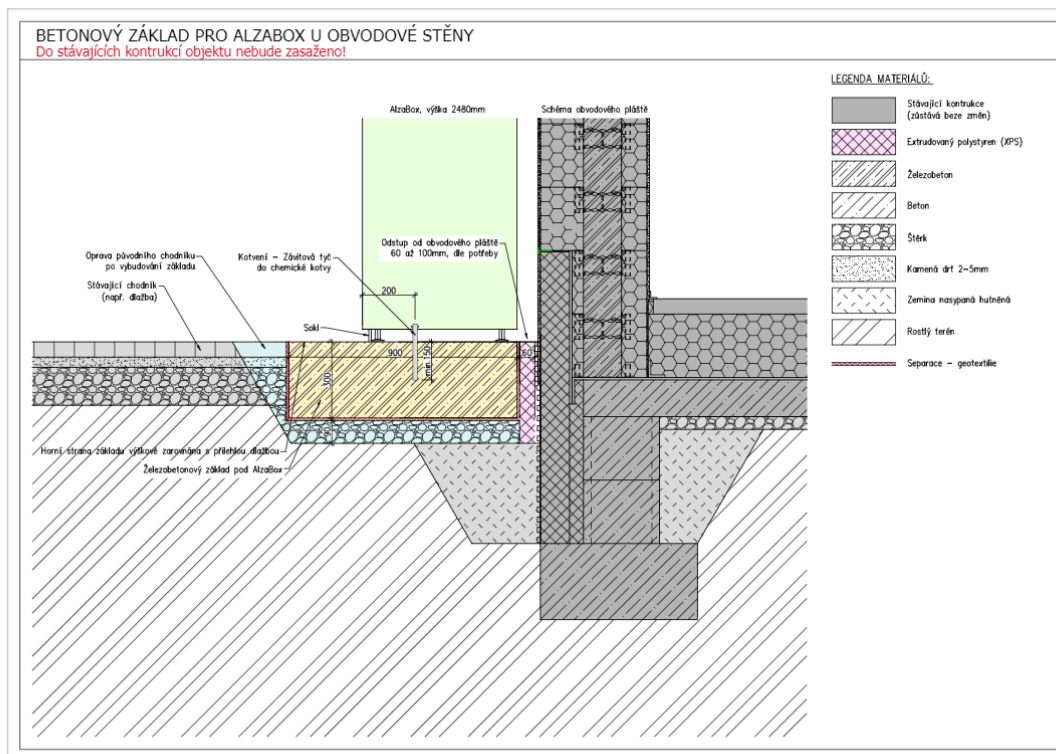 BETONOVÝ ZÁKLAD PRO ALZABOX U OBVODOVÉ STĚNY
Do stávajících kontrukcí objektu nebude zasaženo!
AlzaBox, výška 2480mm
Schéma obvodového pláště
Oprava původního chodníku
po vybudování základu
Stávající chodník
(např. dlažba)
Kotvení – Závitová tyč
do chemické kotvy
Odstup od obvodového pláště
60 až 100mm, dle potřeby
200
Sokl
900
60
min.150
300
Horní strana základu výškově zarovnána s přilehkou dlažbou
Železobetonový základ pod AlzaBox
LEGENDA MATERIÁLŮ:
Stávající kontrukce
(zůstává beze změn)
Extrudovaný polystyren (XPS)
Železobeton
Beton
Štěrk
Kamená drť 2–5mm
Zemina nasypaná hutněná
Rostlý terén
Separace – geotextilie